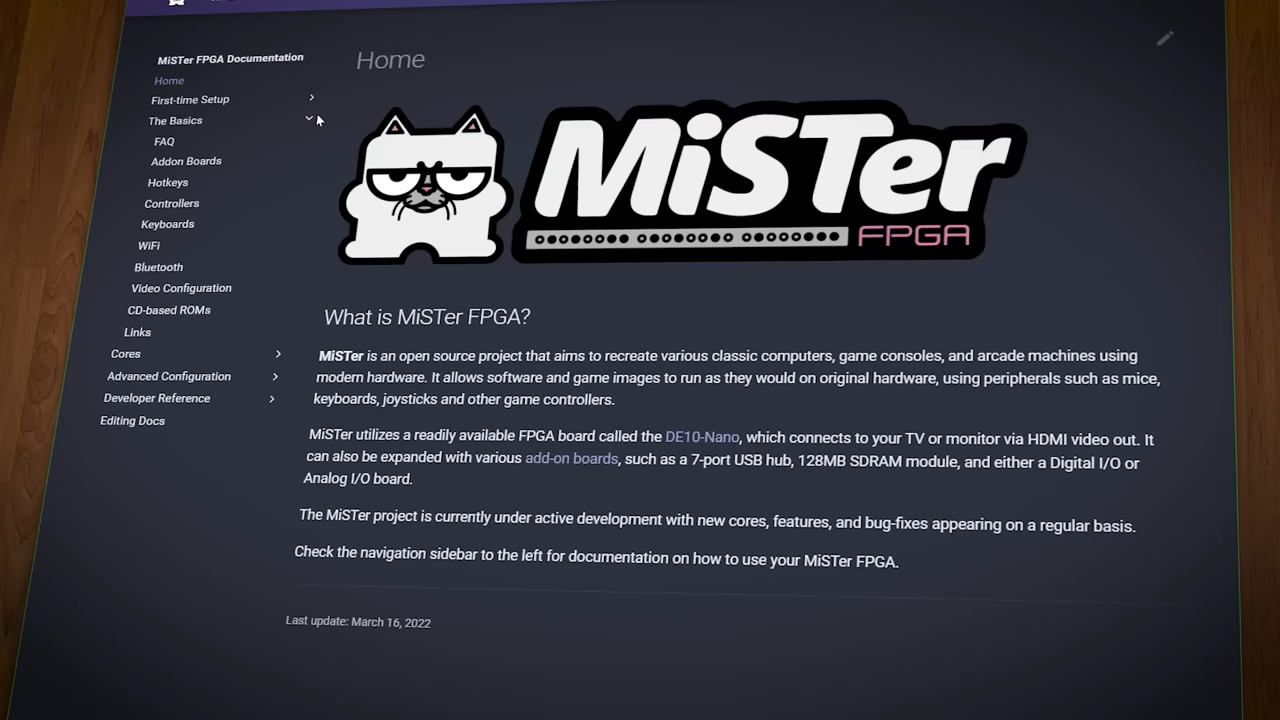 MiSTer FPGA Documentation
Home
First-time Setup
The Basics
FAQ
Addon Boards
Hotkeys
Controllers
Keyboards
WiFi
Bluetooth
Video Configuration
CD-based ROMs
Links
Cores
Advanced Configuration
Developer Reference
Editing Docs
Home
MiSTer
FPGA
What is MiSTer FPGA?
MiSTer is an open source project that aims to recreate various classic computers, game consoles, and arcade machines using
modern hardware. It allows software and game images to run as they would on original hardware, using peripherals such as mice,
keyboards, joysticks and other game controllers.
MiSTer utilizes a readily available FPGA board called the DE10-Nano, which connects to your TV or monitor via HDMI video out. It
can also be expanded with various add-on boards, such as a 7-port USB hub, 128MB SDRAM module, and either a Digital I/O or
Analog I/O board.
The MiSTer project is currently under active development with new cores, features, and bug-fixes appearing on a regular basis.
Check the navigation sidebar to the left for documentation on how to use your MiSTer FPGA.
Last update: March 16, 2022